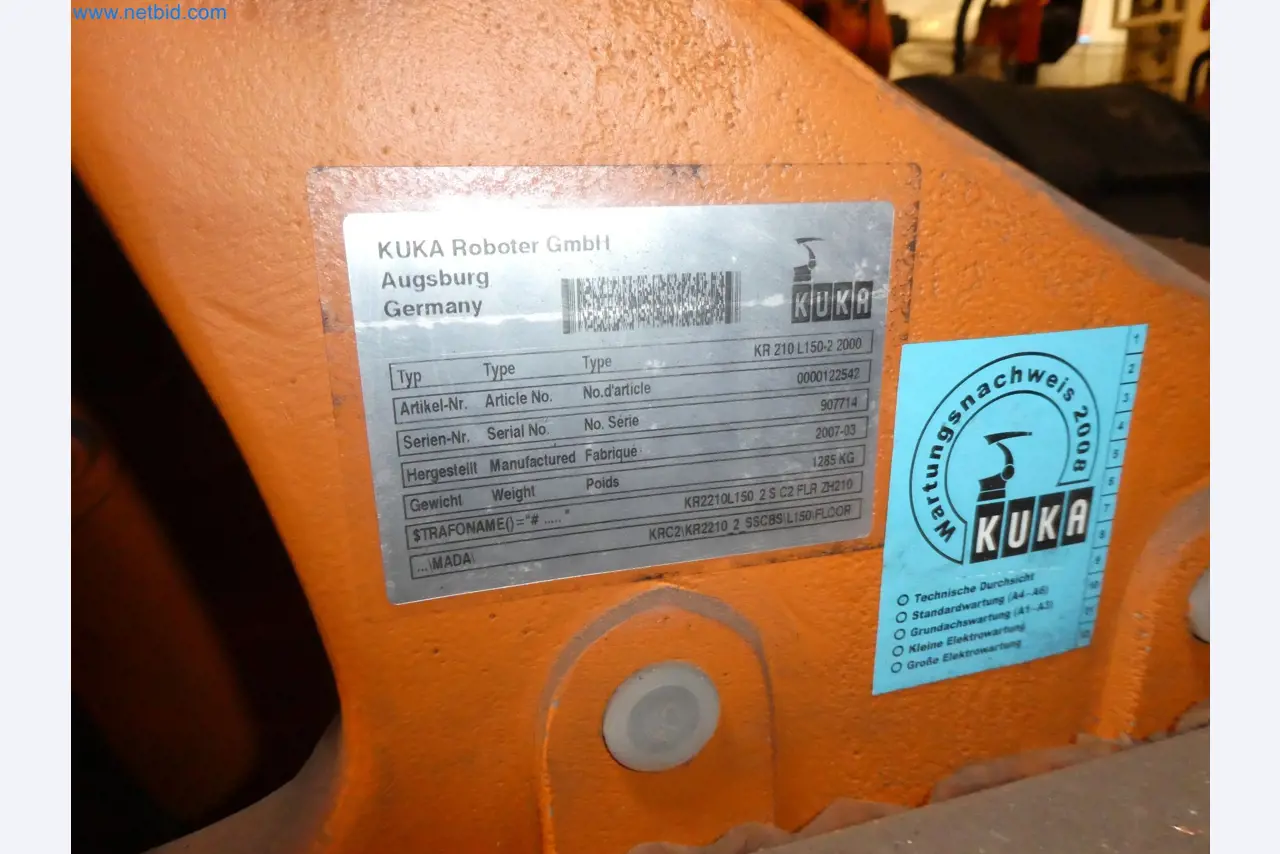 www.netbid.com
KUKA Roboter GmbH
Augsburg
Germany
KUKA
Typ Type Type KR 210 L150-2 2000
Artikel-Nr. Article No. No.d'article 0000122542
Serien-Nr. Serial No. No. Série 907714
Hergestellt Manufactured Fabriqué 2007-03
Gewicht Weight Poids 1285 KG
$TRAFONAME()="# ....." KR2210L150_2 S C2 FLR ZH210
...\MADA\ KRC2\KR2210_2_SSCBS\L150\FLOOR
Wartungsnachweis 2008
KUKA
1
2
3
4
5
6
7
8
9
10
11
12
Technische Durchsicht
Standardwartung (A4-A6)
Grundachswartung (A1-A3)
Kleine Elektrowartung
Große Elektrowartung